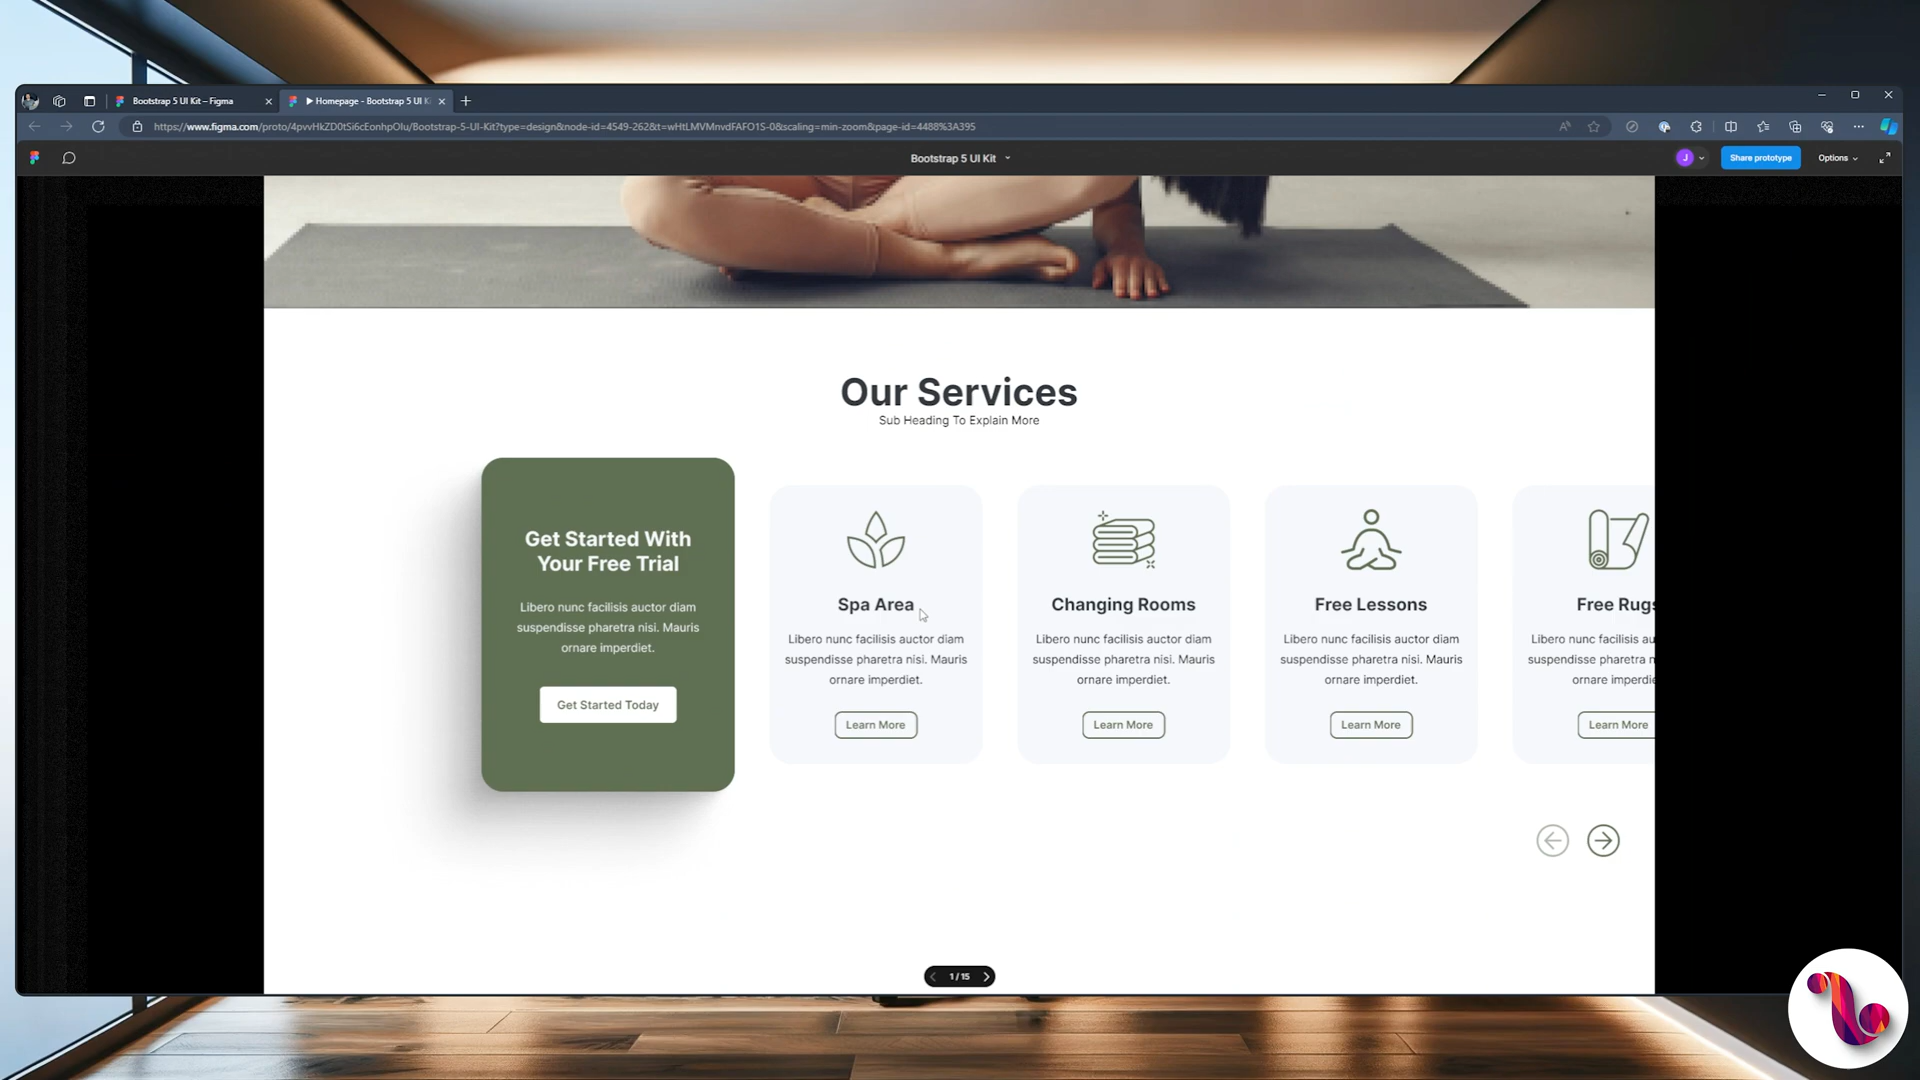 Bootstrap 5 UI Kit – Figma
Homepage - Bootstrap 5 UI Ki
https://www.figma.com/proto/4pvvHkZD0tSi6cEonhpOlu/Bootstrap-5-UI-Kit?type=design&node-id=4549-262&t=wHtLMVMnvdFAFO1S-0&scaling=min-zoom&page-id=4488%3A395
Bootstrap 5 UI Kit
J
Share prototype
Options
Our Services
Sub Heading To Explain More
Get Started With
Your Free Trial
Libero nunc facilisis auctor diam
suspendisse pharetra nisi. Mauris
ornare imperdiet.
Get Started Today
Spa Area
Libero nunc facilisis auctor diam
suspendisse pharetra nisi. Mauris
ornare imperdiet.
Learn More
Changing Rooms
Libero nunc facilisis auctor diam
suspendisse pharetra nisi. Mauris
ornare imperdiet.
Learn More
Free Lessons
Libero nunc facilisis auctor diam
suspendisse pharetra nisi. Mauris
ornare imperdiet.
Learn More
Free Rugs
Libero nunc facilisis au
suspendisse pharetra n
ornare imperdie
Learn More
1 / 15